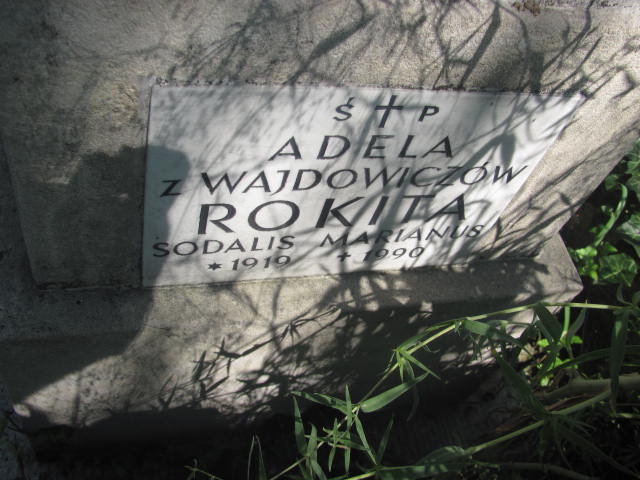 Ś † P
ADELA
Z WAJDOWICZÓW
ROKITA
SODALIS MARIANUS
* 1919 + 1990